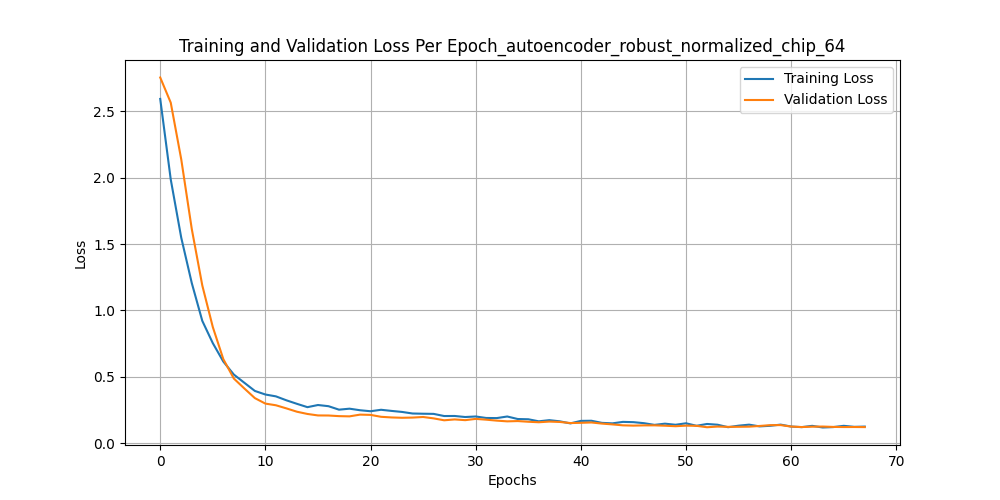 Training and Validation Loss Per Epoch_autoencoder_robust_normalized_chip_64
Training Loss
Validation Loss
2.5
2.0
1.5
1.0
0.5
0.0
Loss
0 10 20 30 40 50 60 70
Epochs